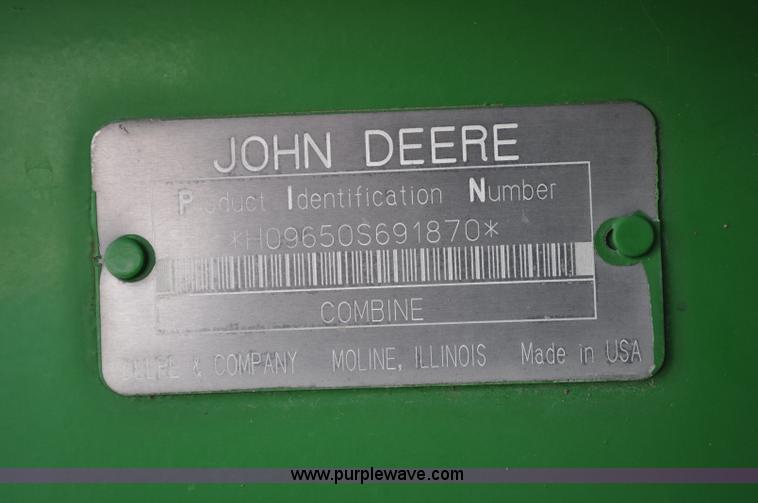 JOHN DEERE
Product Identification Number
*H09650S691870*
COMBINE
DEERE & COMPANY MOLINE, ILLINOIS Made in USA
www.purplewave.com